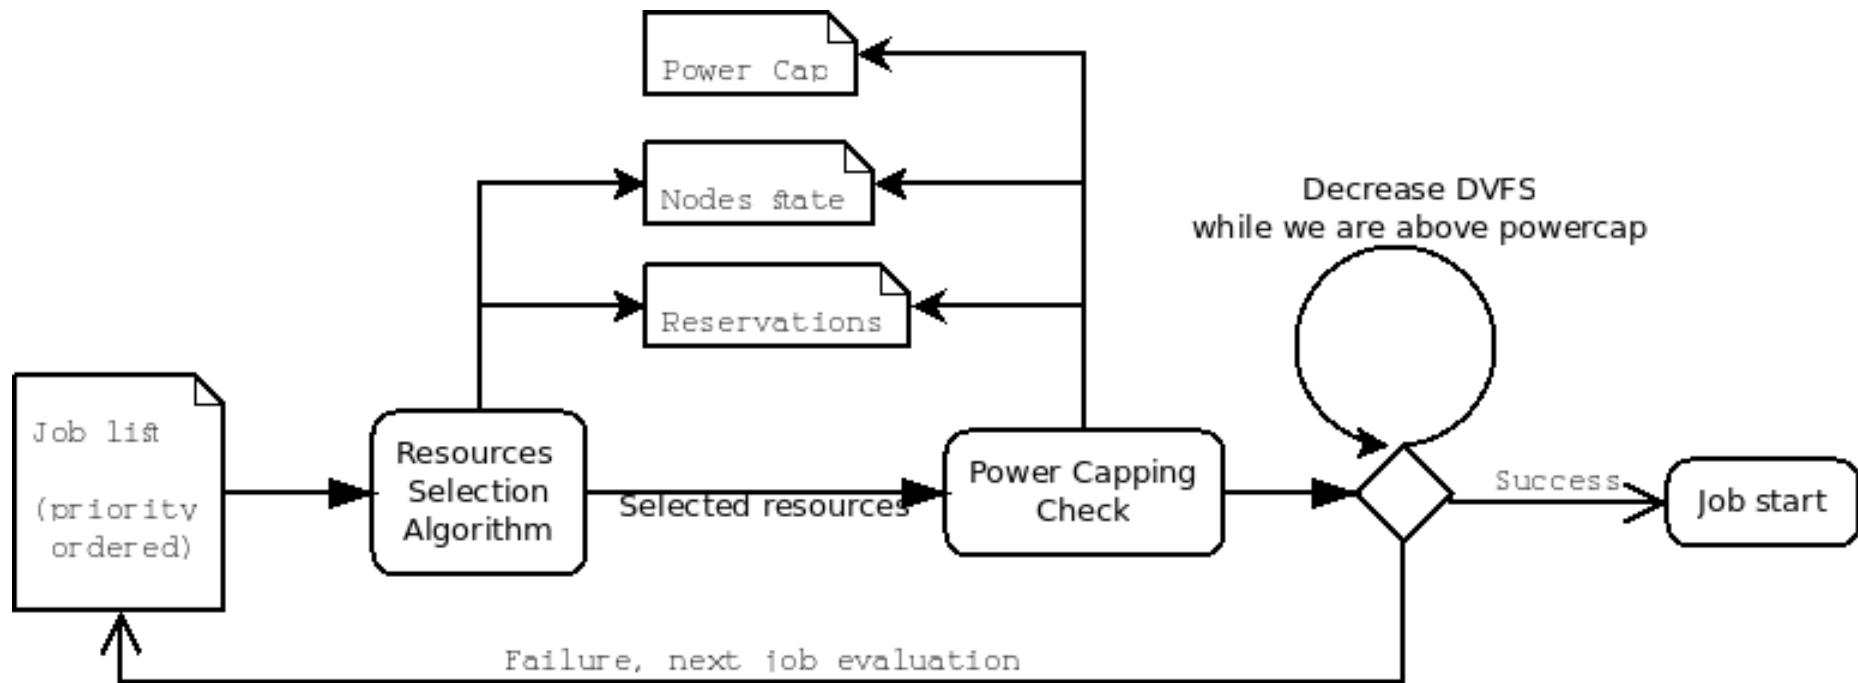 Power Cap
Nodes state
Reservations
Decrease DVFS
while we are above powercap
Job list
(priority
ordered)
Resources
Selection
Algorithm
Selected resources
Power Capping
Check
Success
Job start
Failure, next job evaluation